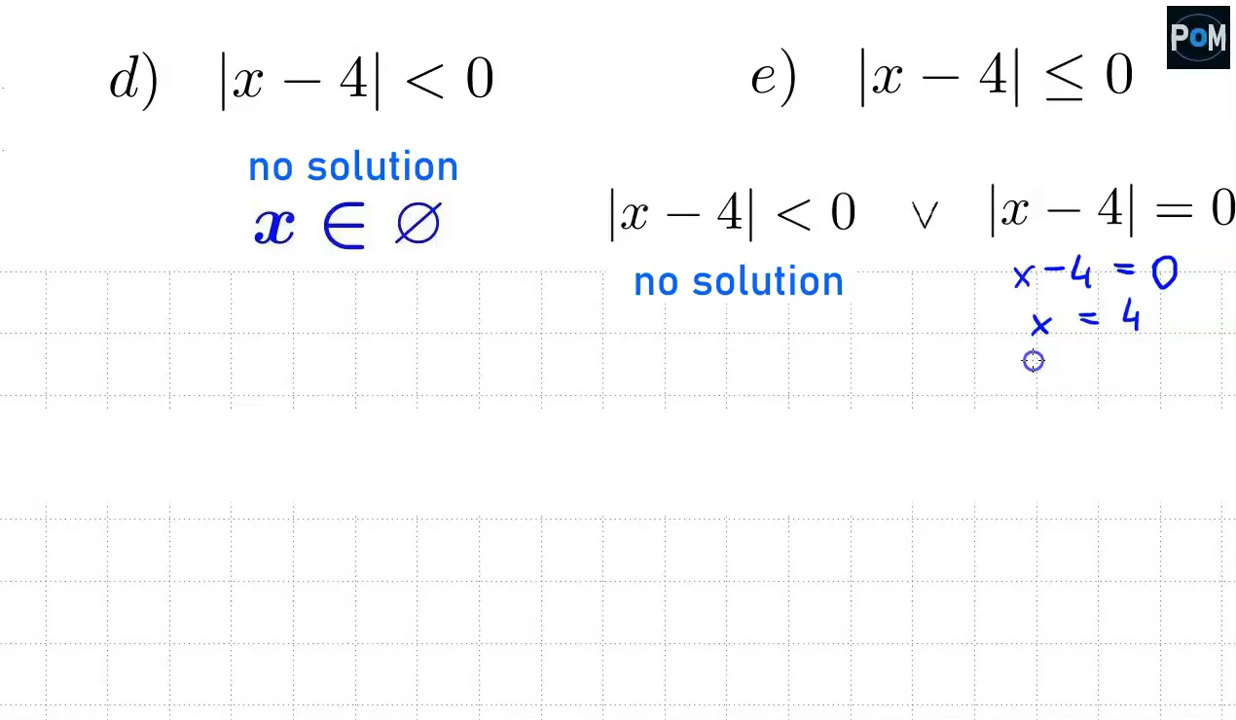 PoM
d) |x − 4| < 0
no solution
x ∈ ∅
e) |x − 4| ≤ 0
|x − 4| < 0 ∨ |x − 4| = 0
no solution
x − 4 = 0
x = 4